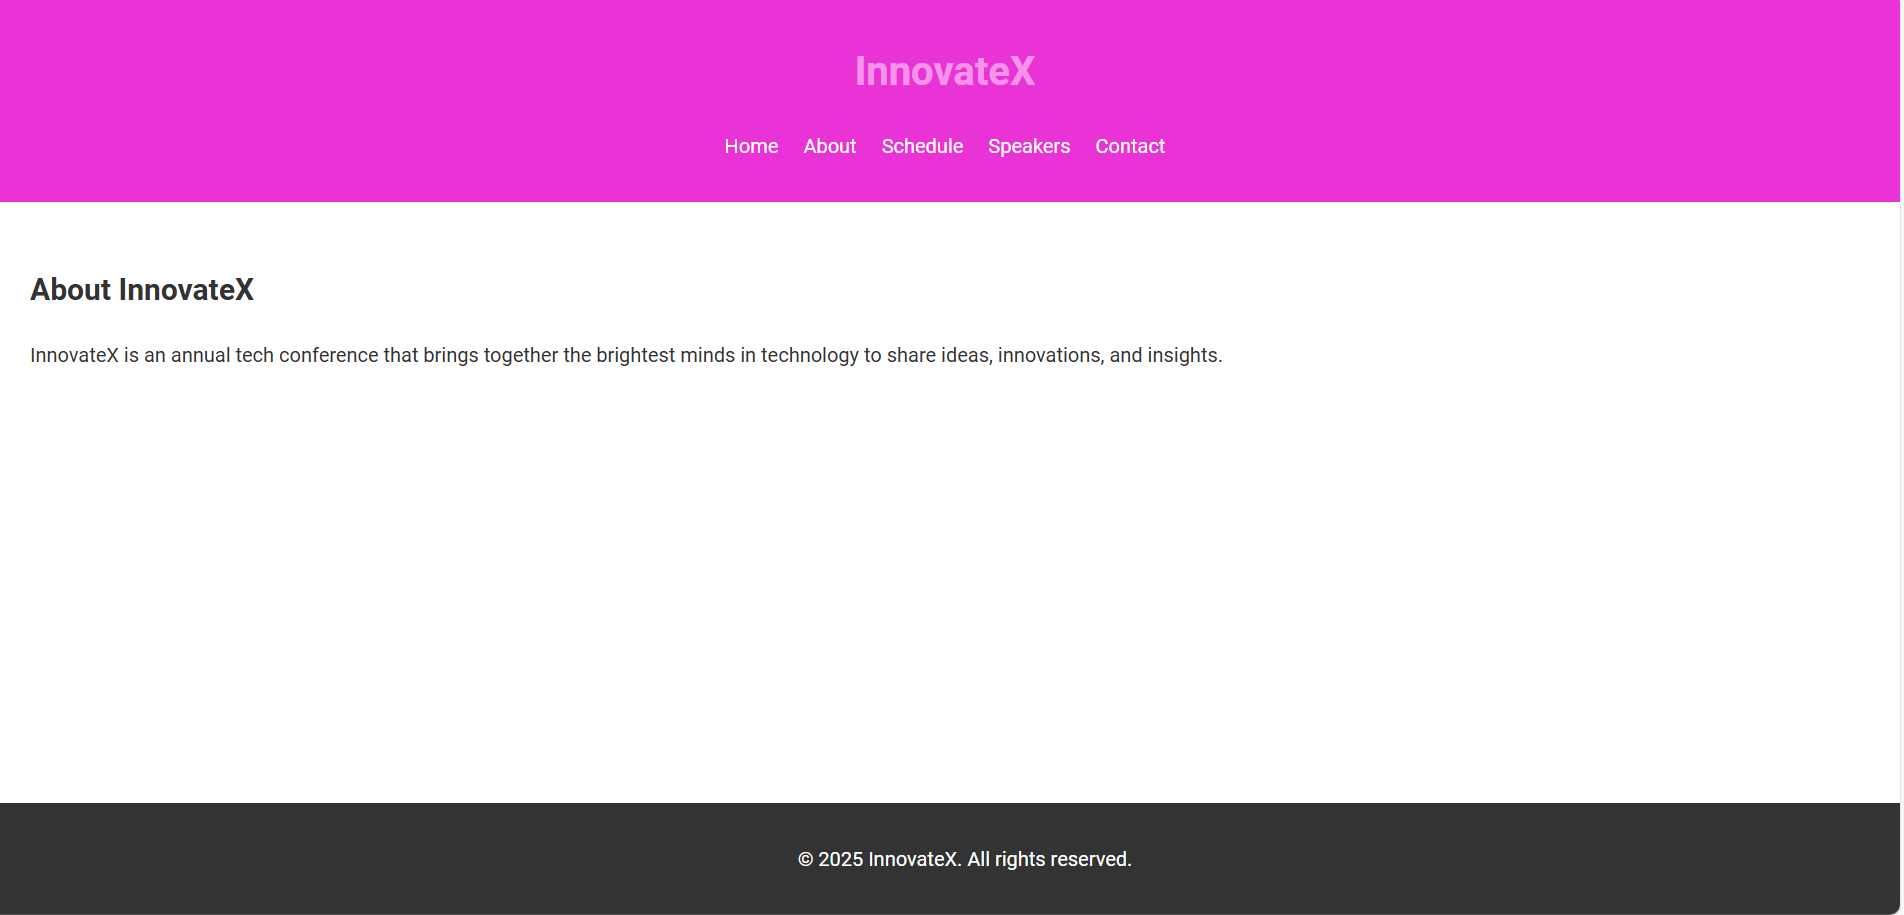 InnovateX
Home About Schedule Speakers Contact
About InnovateX
InnovateX is an annual tech conference that brings together the brightest minds in technology to share ideas, innovations, and insights.
© 2025 InnovateX. All rights reserved.